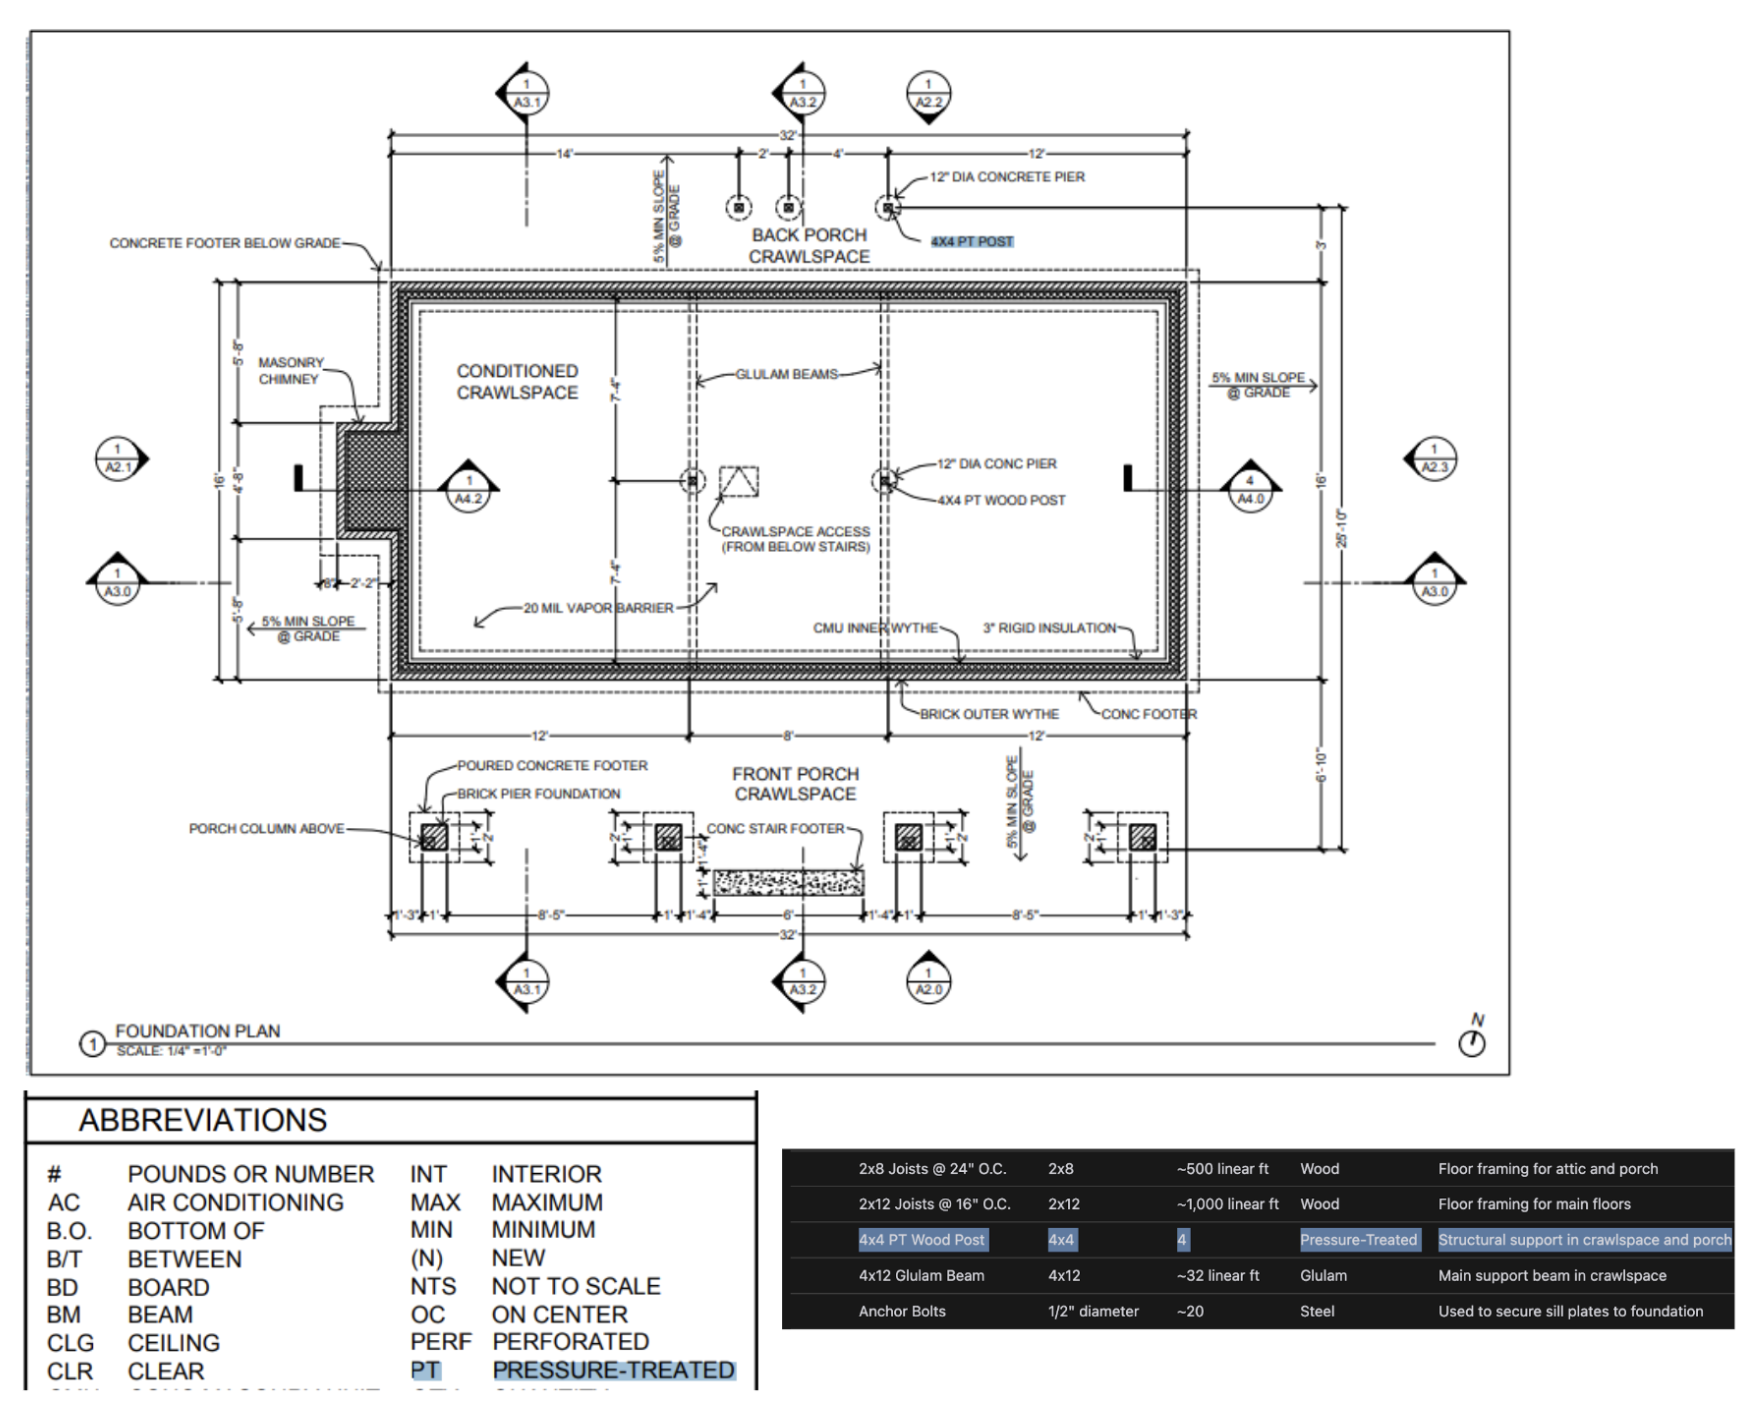 1
A3.1
1
A3.2
1
A2.2
32'
14'
2'
4'
12'
12" DIA CONCRETE PIER
5% MIN SLOPE
@ GRADE
BACK PORCH
CRAWLSPACE
4X4 PT POST
3'
CONCRETE FOOTER BELOW GRADE
5'-8"
MASONRY
CHIMNEY
CONDITIONED
CRAWLSPACE
7'-4"
GLULAM BEAMS
5% MIN SLOPE
@ GRADE
1
A2.1
16'
4'-8"
1
A4.2
12" DIA CONC PIER
4X4 PT WOOD POST
4
A4.0
16'
1
A2.3
CRAWLSPACE ACCESS
(FROM BELOW STAIRS)
25'-10"
1
A3.0
8"
2'-2"
7'-4"
1
A3.0
5'-8"
5% MIN SLOPE
@ GRADE
20 MIL VAPOR BARRIER
CMU INNER WYTHE
3" RIGID INSULATION
BRICK OUTER WYTHE
CONC FOOTER
12'
8'
12'
6'-10"
POURED CONCRETE FOOTER
FRONT PORCH
CRAWLSPACE
5% MIN SLOPE
@ GRADE
BRICK PIER FOUNDATION
PORCH COLUMN ABOVE
1'
2'
2'
1'
CONC STAIR FOOTER
1'
2'
2'
1'
1'-4"
1'
1'-3"
1'
8'-5"
1'
1'-4"
6'
1'-4"
1'
8'-5"
1'
1'-3"
32'
1
A3.1
1
A3.2
1
A2.0
1
FOUNDATION PLAN
SCALE: 1/4" =1'-0"
N
ABBREVIATIONS
# POUNDS OR NUMBER INT INTERIOR
AC AIR CONDITIONING MAX MAXIMUM
B.O. BOTTOM OF MIN MINIMUM
B/T BETWEEN (N) NEW
BD BOARD NTS NOT TO SCALE
BM BEAM OC ON CENTER
CLG CEILING PERF PERFORATED
CLR CLEAR PT PRESSURE-TREATED
2x8 Joists @ 24" O.C. 2x8 ~500 linear ft Wood Floor framing for attic and porch
2x12 Joists @ 16" O.C. 2x12 ~1,000 linear ft Wood Floor framing for main floors
4x4 PT Wood Post 4x4 4 Pressure-Treated Structural support in crawlspace and porch
4x12 Glulam Beam 4x12 ~32 linear ft Glulam Main support beam in crawlspace
Anchor Bolts 1/2" diameter ~20 Steel Used to secure sill plates to foundation